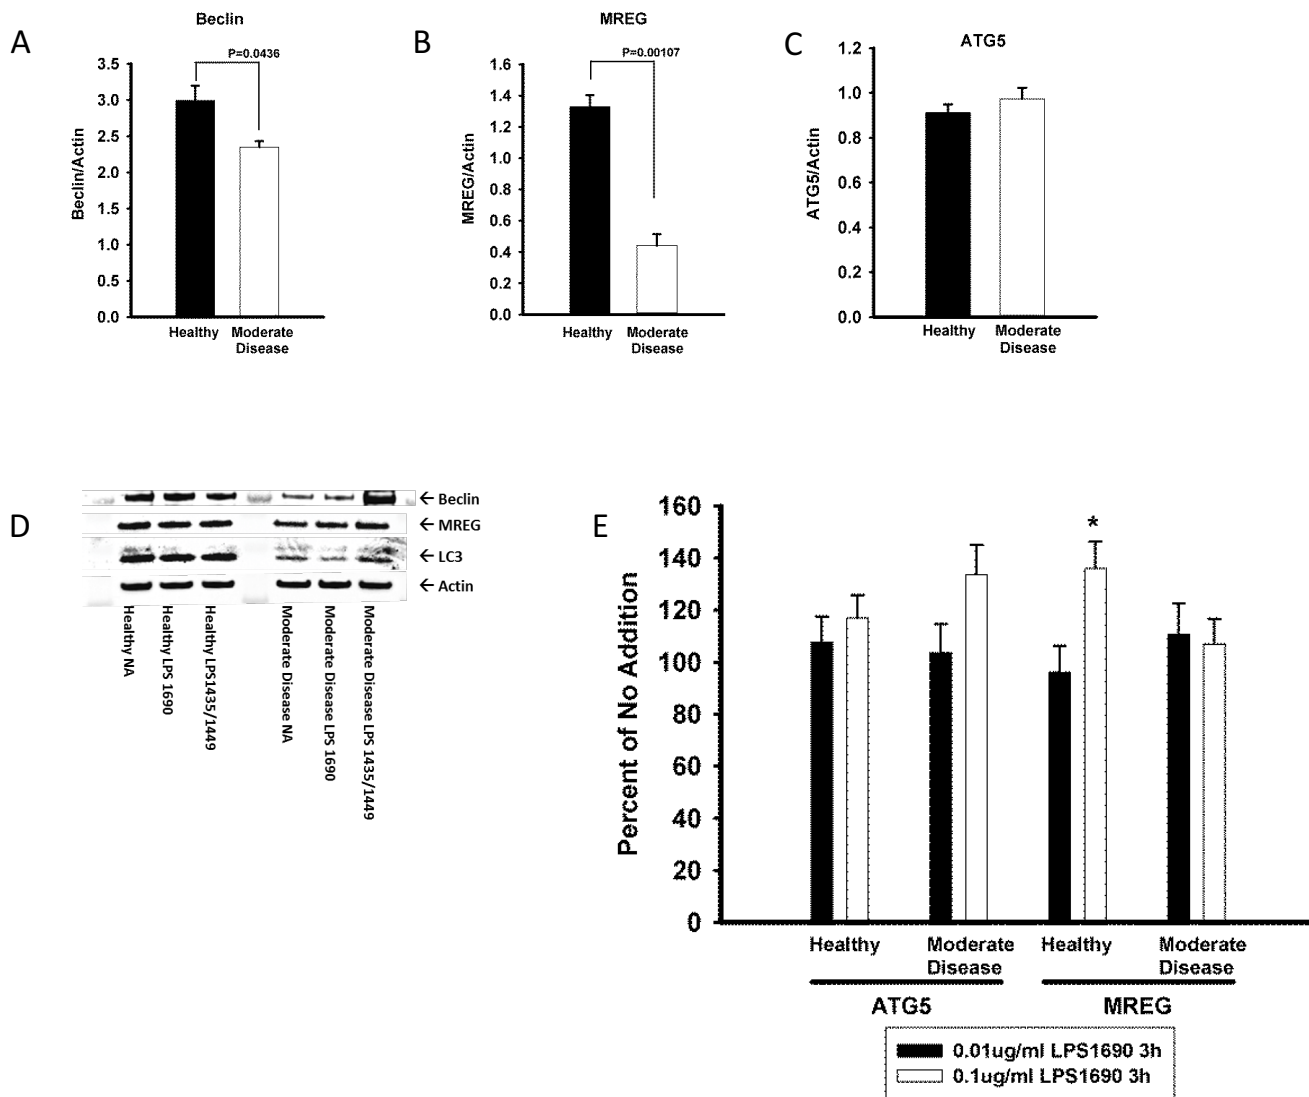 A
Beclin
P=0.0436
3.5
3.0
2.5
2.0
1.5
1.0
0.5
0.0
Beclin/Actin
Healthy
Moderate
Disease
B
MREG
P=0.00107
1.6
1.4
1.2
1.0
0.8
0.6
0.4
0.2
0.0
MREG/Actin
Healthy
Moderate
Disease
C
ATG5
1.2
1.0
0.8
0.6
0.4
0.2
0.0
ATG5/Actin
Healthy
Moderate
Disease
D
← Beclin
← MREG
← LC3
← Actin
Healthy NA
Healthy LPS 1690
Healthy LPS1435/1449
Moderate Disease NA
Moderate Disease LPS 1690
Moderate Disease LPS 1435/1449
E
160
140
120
100
80
60
40
20
0
Percent of No Addition
*
Healthy
Moderate
Disease
Healthy
Moderate
Disease
ATG5
MREG
0.01ug/ml LPS1690 3h
0.1ug/ml LPS1690 3h